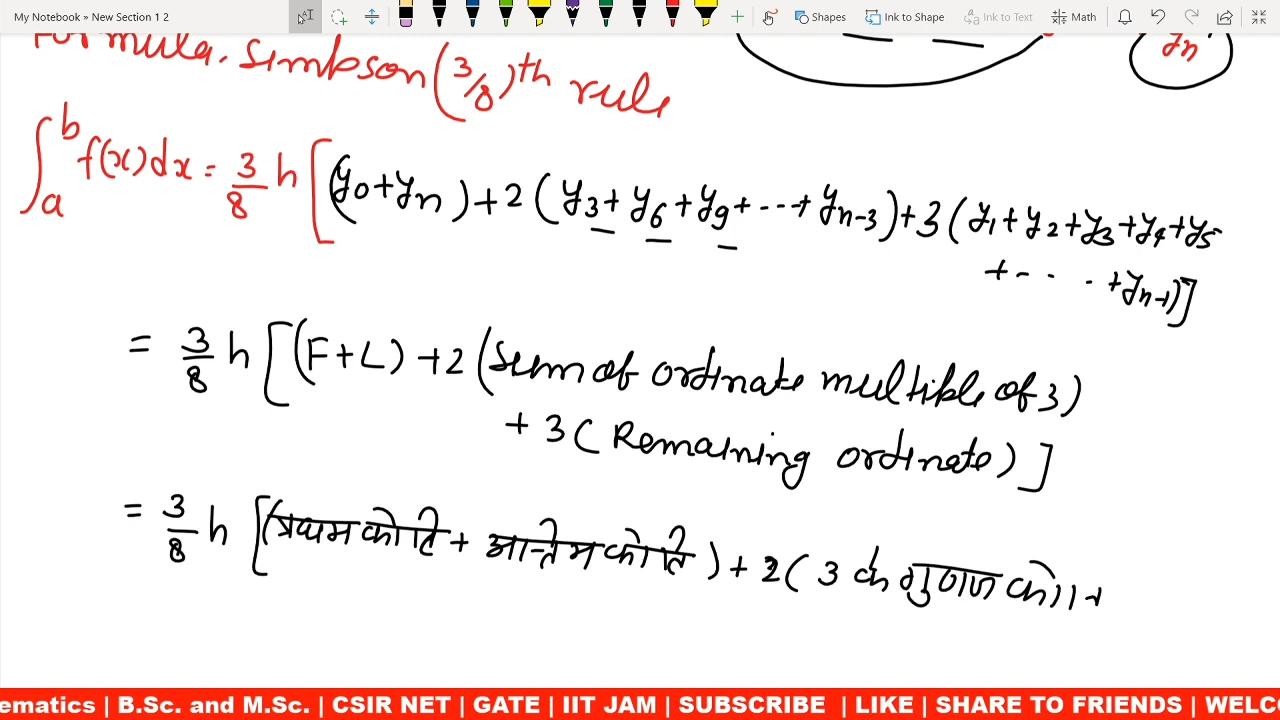 My Notebook » New Section 1 2
Shapes Ink to Shape Ink to Text Math
Formula. Simpson (3/8)th rule
yn
∫_a^b f(x)dx = 3/8 h [(y0+yn)+2(y3+y6+y9+...+yn-3)+3(y1+y2+y3+y4+y5
+ - . . +yn-1)]
= 3/8 h [(F+L)+2(Sum of ordinate multiple of 3)
+ 3(Remaining ordinate)]
= 3/8 h [(प्रथम कोटि + अन्तिम कोटि)+2(3 के गुणज
ematics | B.Sc. and M.Sc. | CSIR NET | GATE | IIT JAM | SUBSCRIBE | LIKE | SHARE TO FRIENDS | WELC